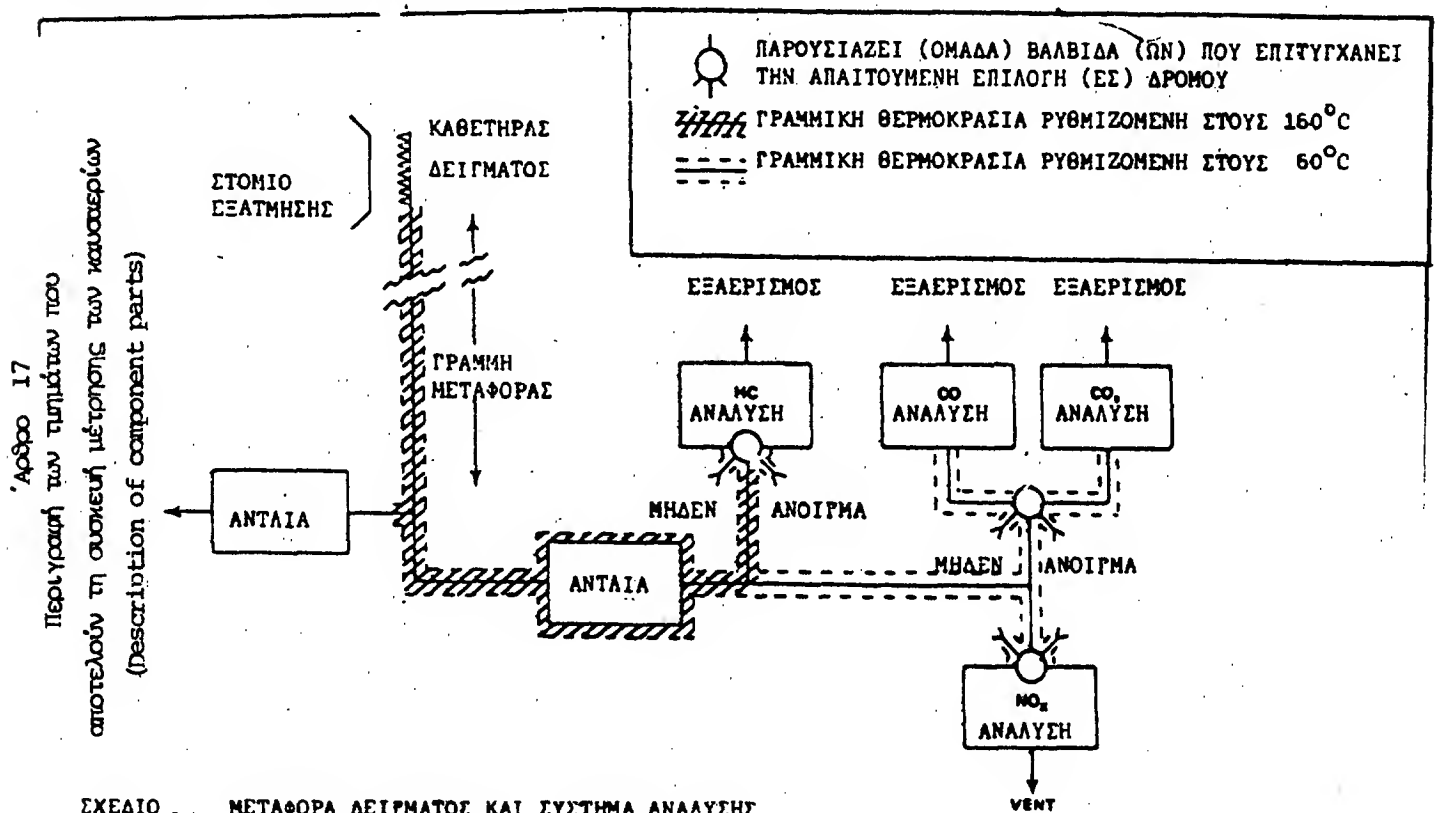 ΠΑΡΟΥΣΙΑΖΕΙ (ΟΜΑΔΑ) ΒΑΛΒΙΔΑ (ΩΝ) ΠΟΥ ΕΠΙΤΥΓΧΑΝΕΙ
ΤΗΝ ΑΠΑΙΤΟΥΜΕΝΗ ΕΠΙΛΟΓΗ (ΕΣ) ΔΡΟΜΟΥ
ΓΡΑΜΜΙΚΗ ΘΕΡΜΟΚΡΑΣΙΑ ΡΥΘΜΙΖΟΜΕΝΗ ΣΤΟΥΣ 160°C
ΓΡΑΜΜΙΚΗ ΘΕΡΜΟΚΡΑΣΙΑ ΡΥΘΜΙΖΟΜΕΝΗ ΣΤΟΥΣ 60°C
Άρθρο 17
Περιγραφή των τμημάτων που
αποτελούν τη συσκευή μέτρησης των καυσαερίων
(Description of component parts)
ΣΤΟΜΙΟ
ΕΞΑΤΜΗΣΗΣ
ΚΑΘΕΤΗΡΑΣ
ΔΕΙΓΜΑΤΟΣ
ΓΡΑΜΜΗ
ΜΕΤΑΦΟΡΑΣ
ΕΞΑΕΡΙΣΜΟΣ
ΕΞΑΕΡΙΣΜΟΣ
ΕΞΑΕΡΙΣΜΟΣ
HC
ΑΝΑΛΥΣΗ
CO
ΑΝΑΛΥΣΗ
CO₂
ΑΝΑΛΥΣΗ
ΑΝΤΛΙΑ
ΜΗΔΕΝ
ΑΝΟΙΓΜΑ
ΑΝΤΛΙΑ
ΜΗΔΕΝ
ΑΝΟΙΓΜΑ
NOx
ΑΝΑΛΥΣΗ
VENT
ΣΧΕΔΙΟ ΜΕΤΑΦΟΡΑ ΔΕΙΓΜΑΤΟΣ ΚΑΙ ΣΥΣΤΗΜΑ ΑΝΑΛΥΣΗΣ